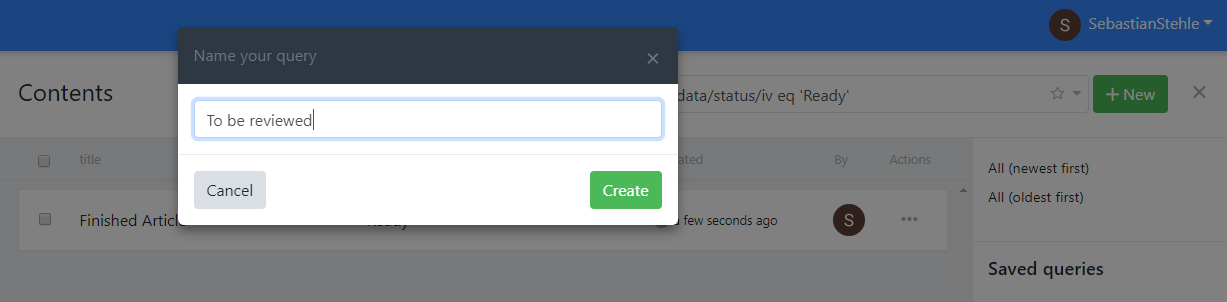 S SebastianStehle
Name your query ×
Contents
data/status/iv eq 'Ready'
+ New
To be reviewed
title
By
Actions
All (newest first)
All (oldest first)
Cancel
Create
Finished Article
Ready
a few seconds ago
S
Saved queries